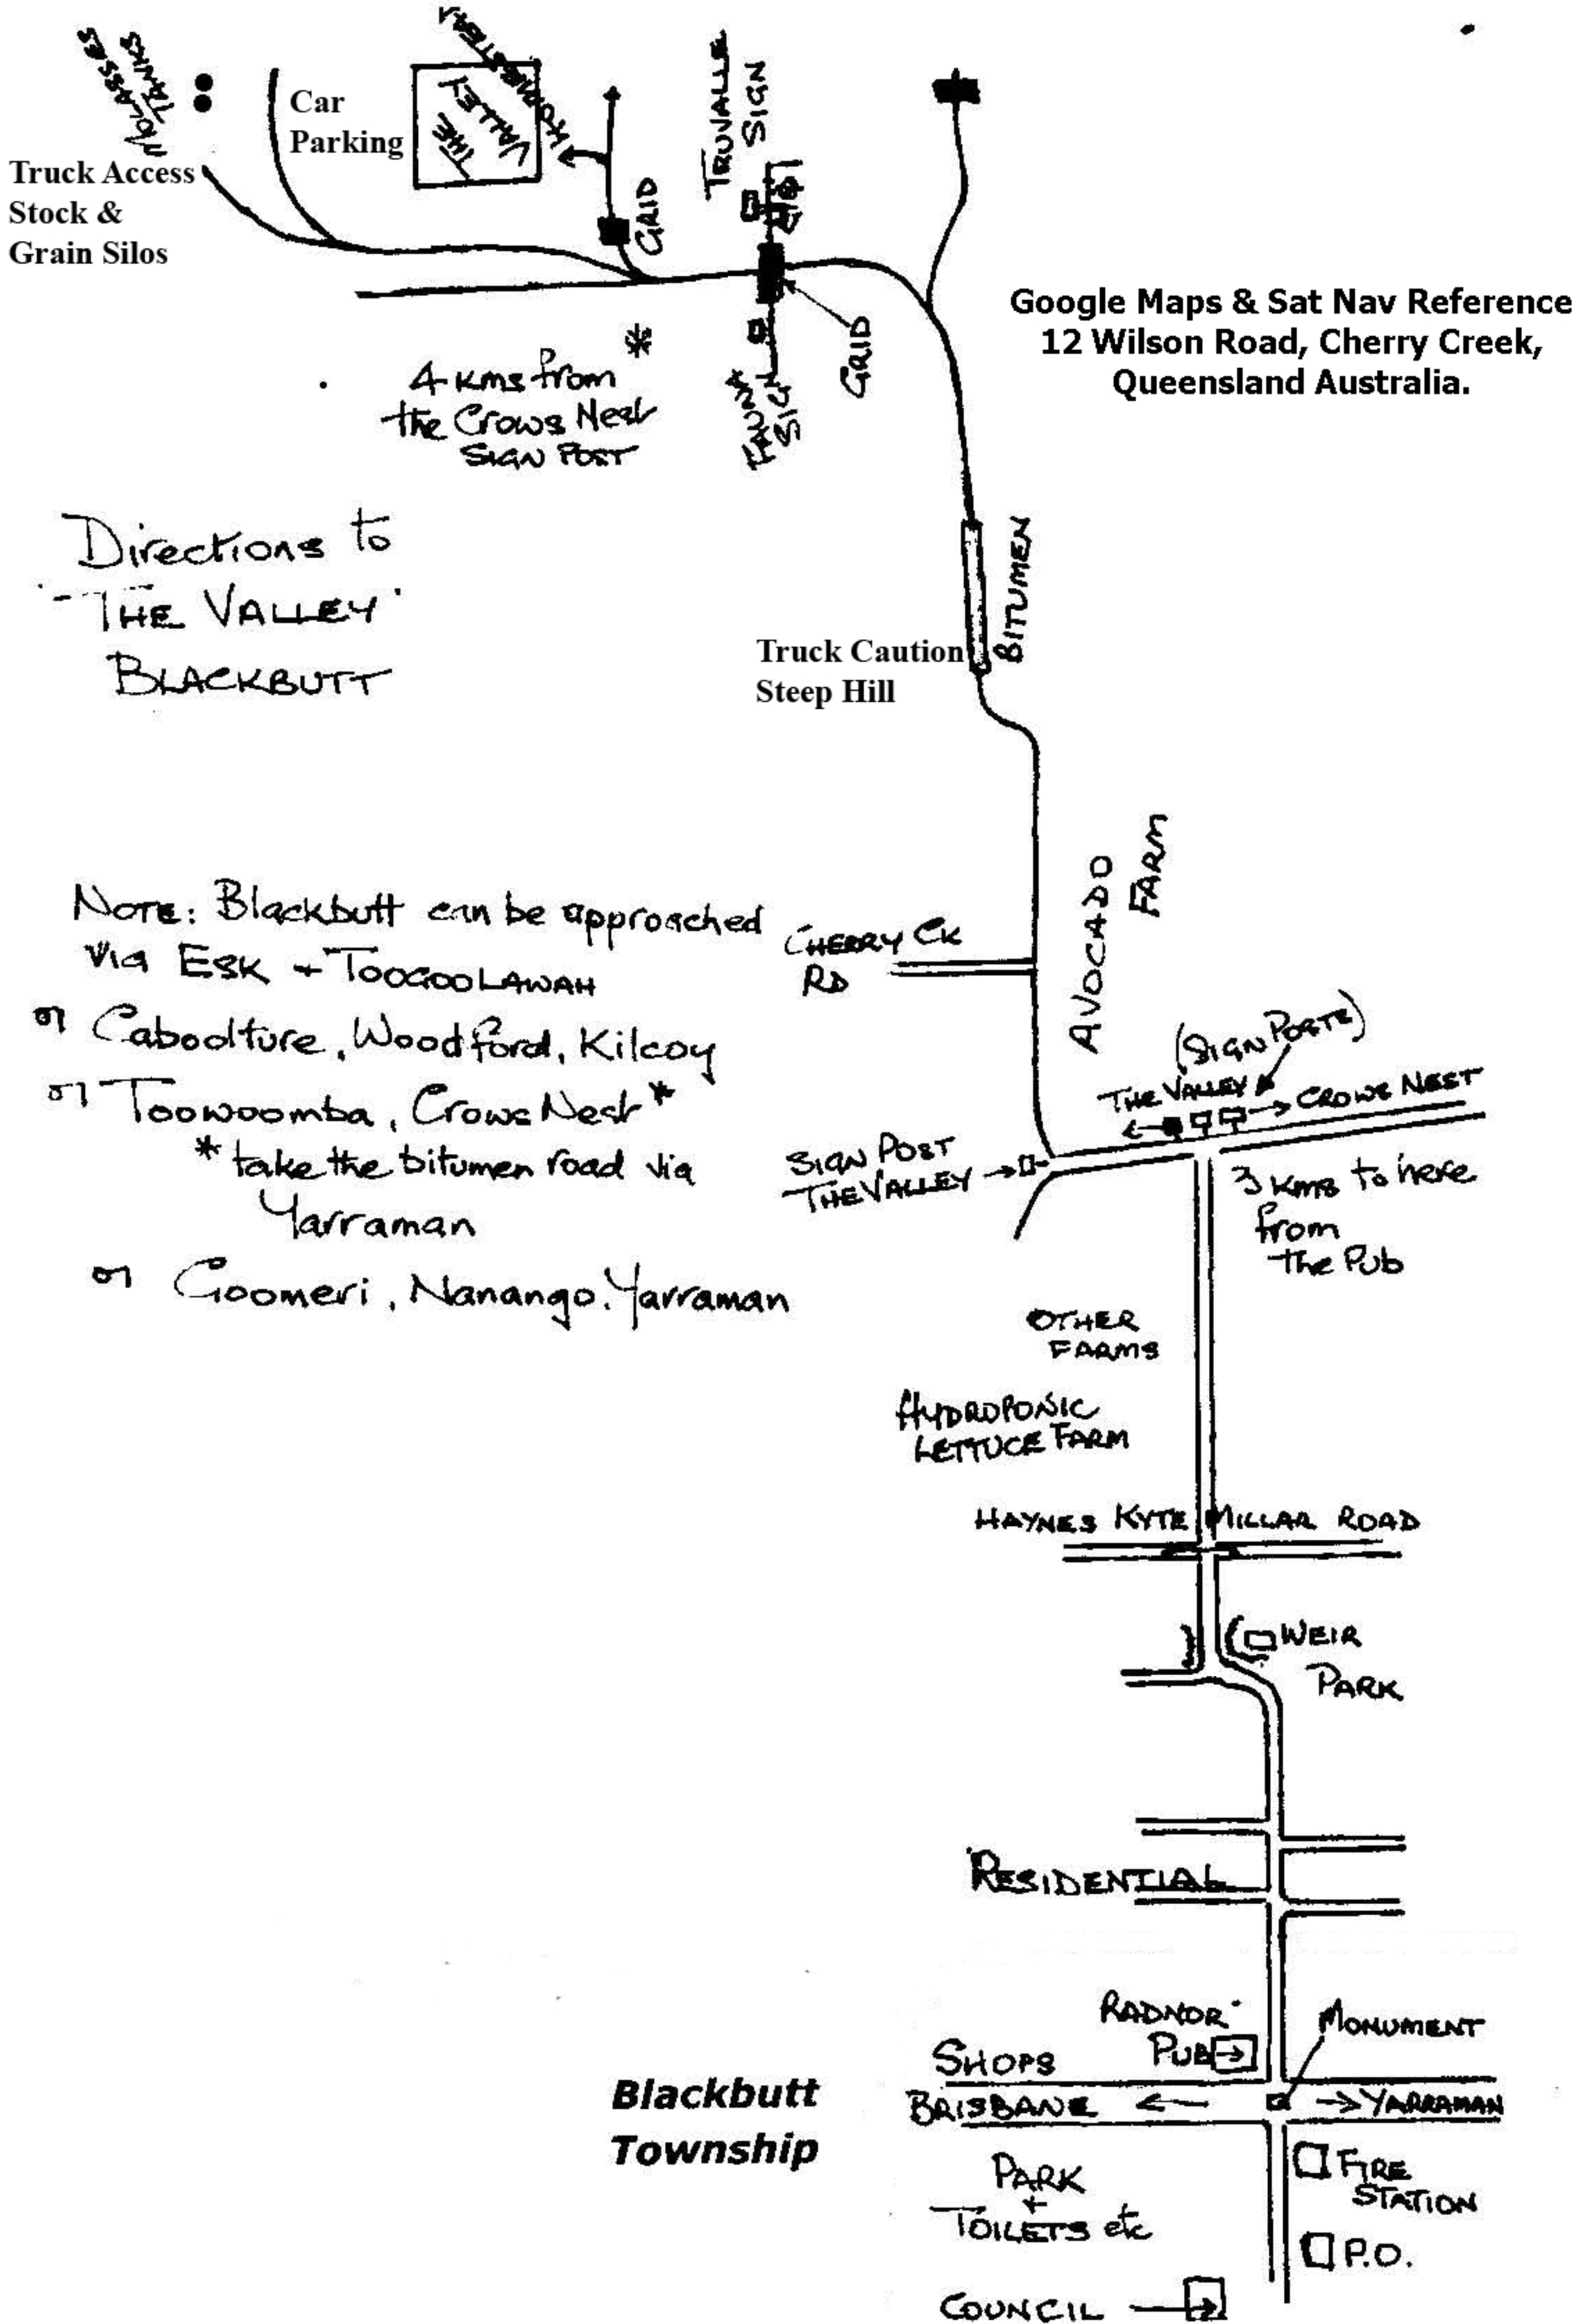 MOLASSES
TANKS
Car
Parking
THE
VALLEY
HOMESTEAD
Truck Access
Stock &
Grain Silos
GRID
TRUVALLE
SIGN
GRID
SIGN
Google Maps & Sat Nav Reference
12 Wilson Road, Cherry Creek,
Queensland Australia.
4 kms from *
the Crows Nest
SIGN POST
Directions to
'THE VALLEY'
BLACKBUTT
BITUMEN
Truck Caution
Steep Hill
AVOCADO
FARM
NOTE: Blackbutt can be approached
via ESK + TOOGOOLAWAH
or Caboolture, Woodford, Kilcoy
or Toowoomba, Crows Nest *
* take the bitumen road via
Yarraman
or Goomeri, Nanango, Yarraman
CHERRY CK
RD
(SIGN POSTS)
THE VALLEY
CROWS NEST
SIGN POST
THE VALLEY
3 kms to here
from
the Pub
OTHER
FARMS
HYDROPONIC
LETTUCE FARM
HAYNES KYTE MILLAR ROAD
WEIR
PARK
RESIDENTIAL
RADNOR
PUB
MONUMENT
SHOPS
BRISBANE
YARRAMAN
Blackbutt
Township
PARK
+
TOILETS etc
FIRE
STATION
P.O.
COUNCIL